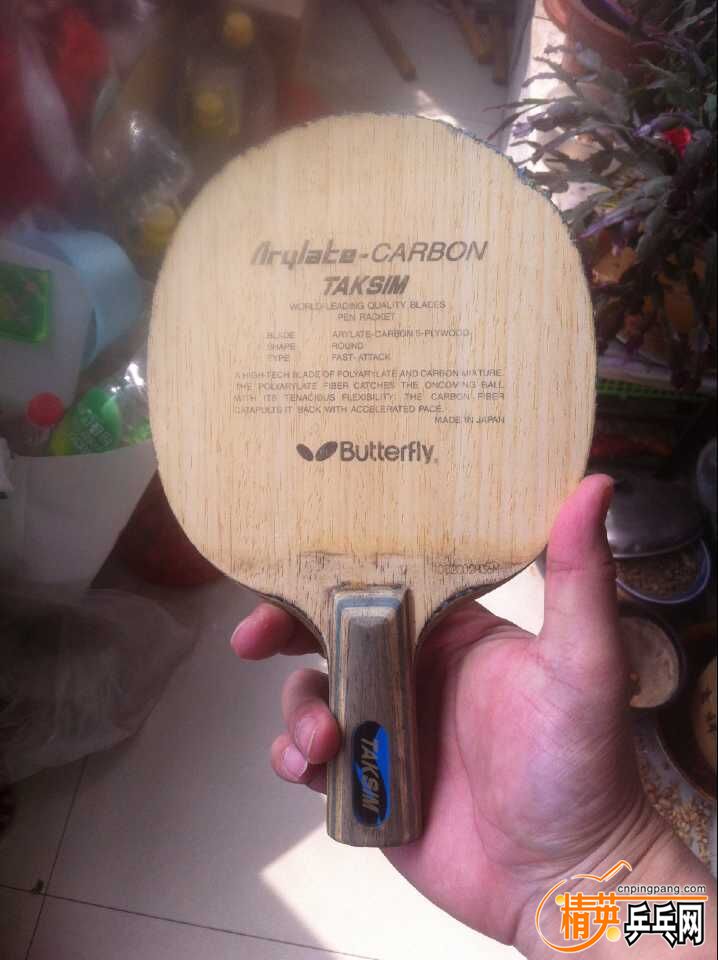 Arylate-CARBON
TAKSIM
WORLD-LEADING QUALITY BLADES
PEN RACKET
BLADE ARYLATE-CARBON 5-PLYWOOD
SHAPE ROUND
TYPE FAST-ATTACK
A HIGH-TECH BLADE OF POLYARYLATE AND CARBON MIXTURE.
THE POLYARYLATE FIBER CATCHES THE ONCOMING BALL
WITH ITS TENACIOUS FLEXIBILITY. THE CARBON FIBER
CATAPULTS IT BACK WITH ACCELERATED PACE.
MADE IN JAPAN
Butterfly
TAKSIM
cnpingpang.com
精英乒乓网